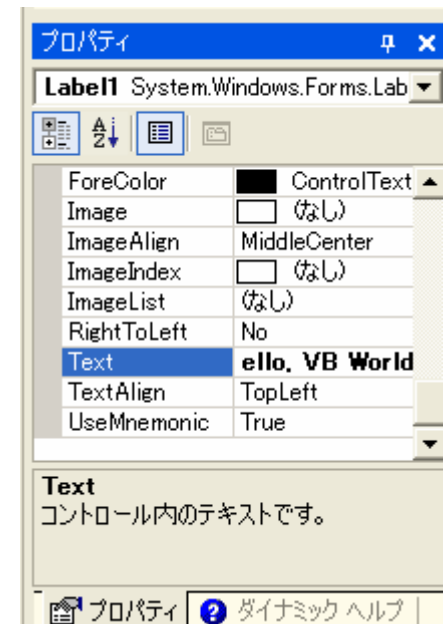 プロパティ
Label1 System.Windows.Forms.Lab
ForeColor ControlText
Image (なし)
ImageAlign MiddleCenter
ImageIndex (なし)
ImageList (なし)
RightToLeft No
Text ello, VB World
TextAlign TopLeft
UseMnemonic True
Text
コントロール内のテキストです。
プロパティ ダイナミック ヘルプ